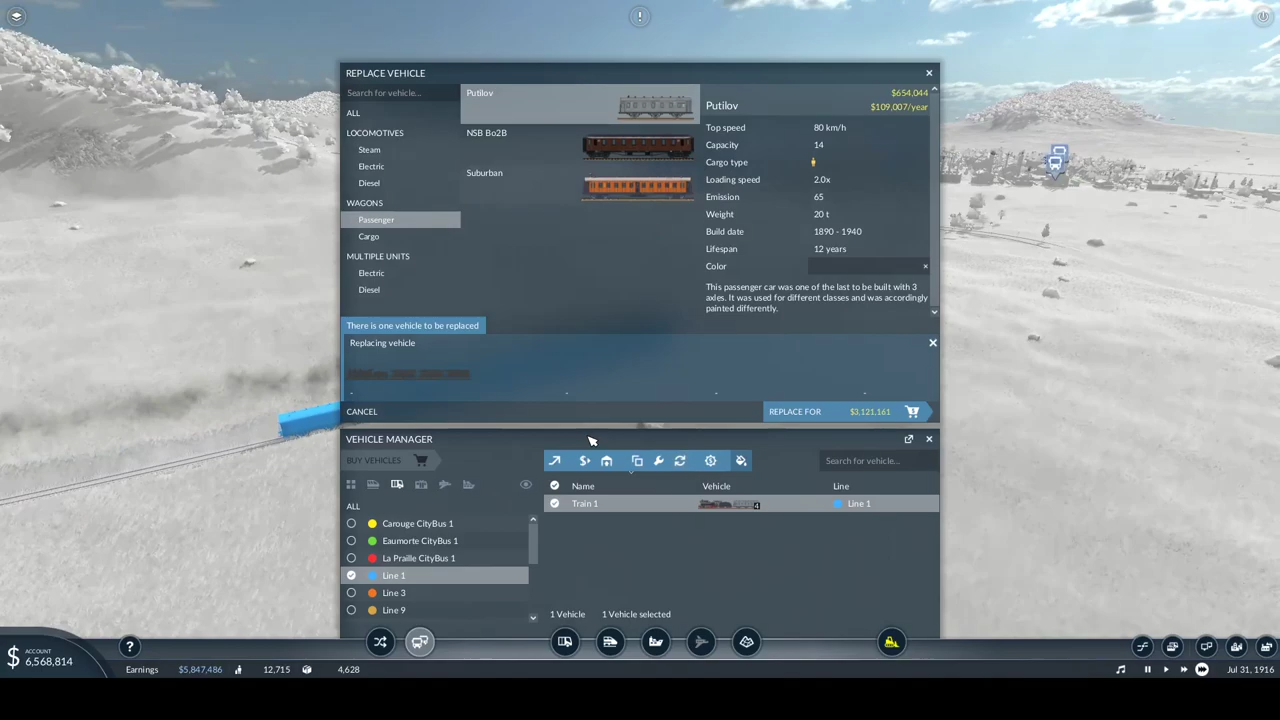 REPLACE VEHICLE
Search for vehicle...
ALL
LOCOMOTIVES
Steam
Electric
Diesel
WAGONS
Passenger
Cargo
MULTIPLE UNITS
Electric
Diesel
Putilov
NSB Bo2B
Suburban
$654,044
Putilov
$109,007/year
Top speed 80 km/h
Capacity 14
Cargo type
Loading speed 2.0x
Emission 65
Weight 20 t
Build date 1890 - 1940
Lifespan 12 years
Color
This passenger car was one of the last to be built with 3
axles. It was used for different classes and was accordingly
painted differently.
There is one vehicle to be replaced
Replacing vehicle
- - - -
CANCEL
REPLACE FOR $3,121,161
VEHICLE MANAGER
BUY VEHICLES
Search for vehicle...
ALL
Carouge CityBus 1
Eaumorte CityBus 1
La Praille CityBus 1
Line 1
Line 3
Line 9
Name Vehicle Line
Train 1 4 Line 1
1 Vehicle 1 Vehicle selected
$ ACCOUNT
6,568,814
?
Earnings $5,847,486 12,715 4,628
Jul 31, 1916